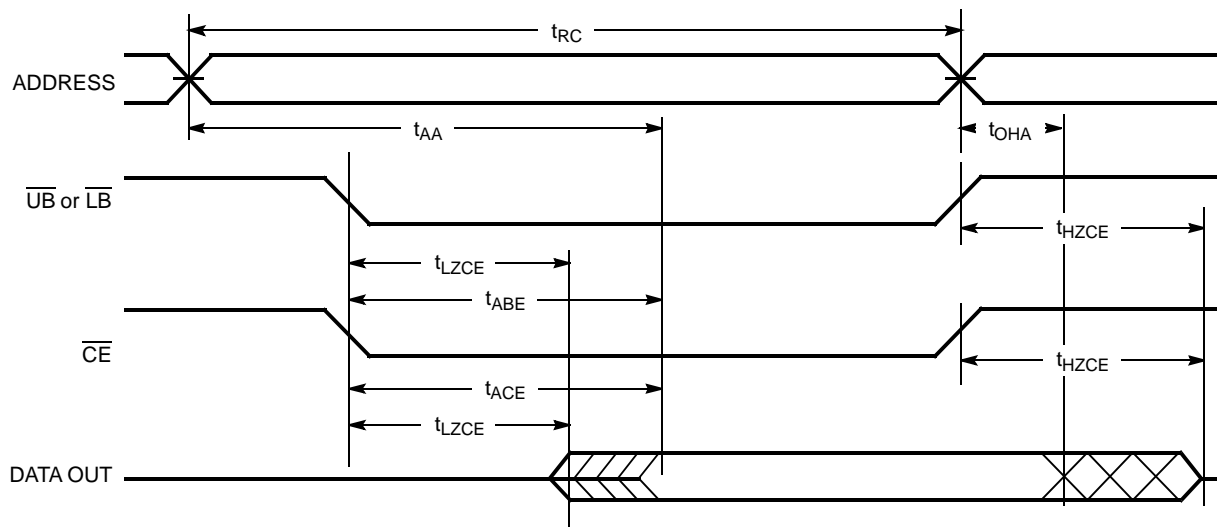 tRC
ADDRESS
tAA
tOHA
UB or LB
tHZCE
tLZCE
tABE
CE
tHZCE
tACE
tLZCE
DATA OUT